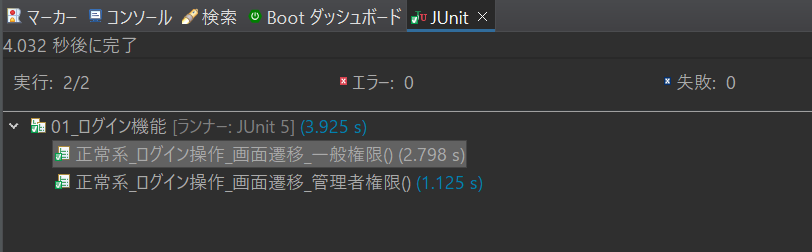 マーカー コンソール 検索 Boot ダッシュボード JUnit
4.032 秒後に完了
実行: 2/2 エラー: 0 失敗: 0
01_ログイン機能 [ランナー: JUnit 5] (3.925 s)
正常系_ログイン操作_画面遷移_一般権限() (2.798 s)
正常系_ログイン操作_画面遷移_管理者権限() (1.125 s)